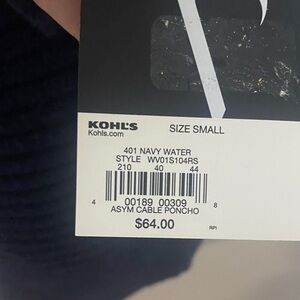 KOHL'S
Kohls.com
SIZE SMALL
401 NAVY WATER
STYLE WV01S104RS
210 40 44
4 00189 00309 8
ASYM CABLE PONCHO
$64.00
RPI